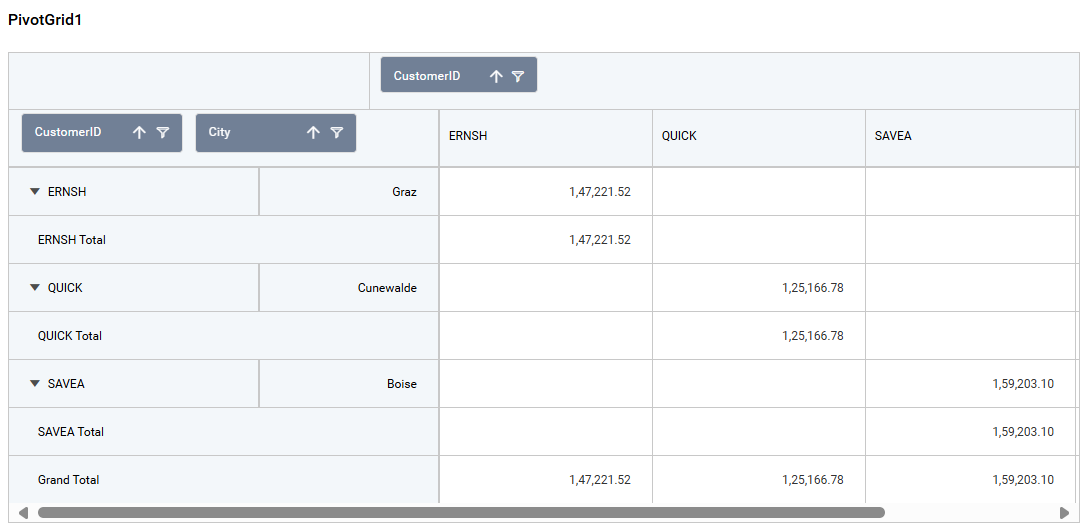 PivotGrid1
CustomerID
CustomerID City ERNSH QUICK SAVEA
ERNSH Graz 1,47,221.52
ERNSH Total 1,47,221.52
QUICK Cunewalde 1,25,166.78
QUICK Total 1,25,166.78
SAVEA Boise 1,59,203.10
SAVEA Total 1,59,203.10
Grand Total 1,47,221.52 1,25,166.78 1,59,203.10